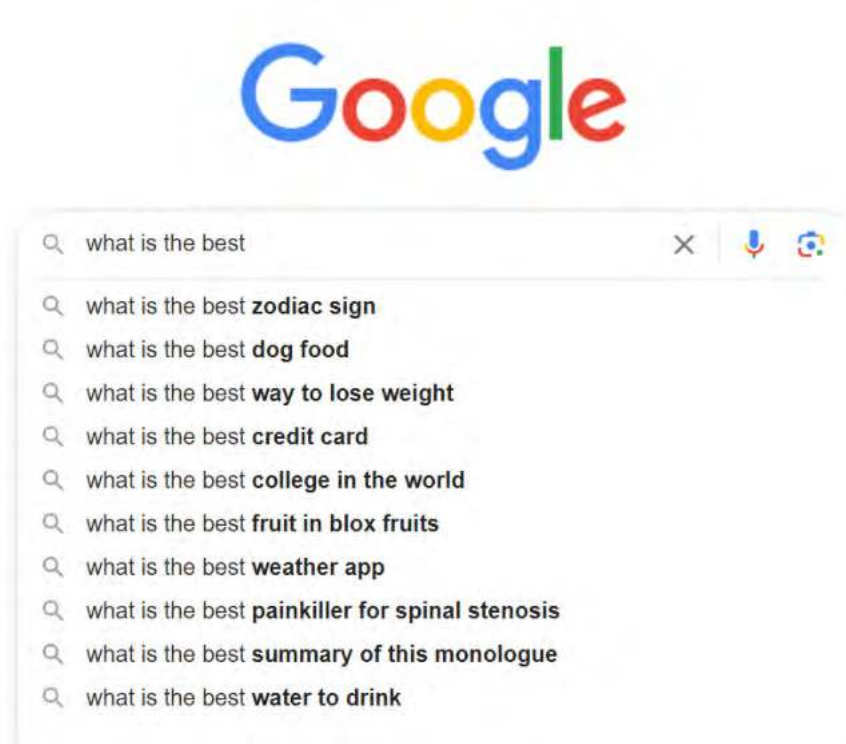 Google
what is the best
what is the best zodiac sign
what is the best dog food
what is the best way to lose weight
what is the best credit card
what is the best college in the world
what is the best fruit in blox fruits
what is the best weather app
what is the best painkiller for spinal stenosis
what is the best summary of this monologue
what is the best water to drink